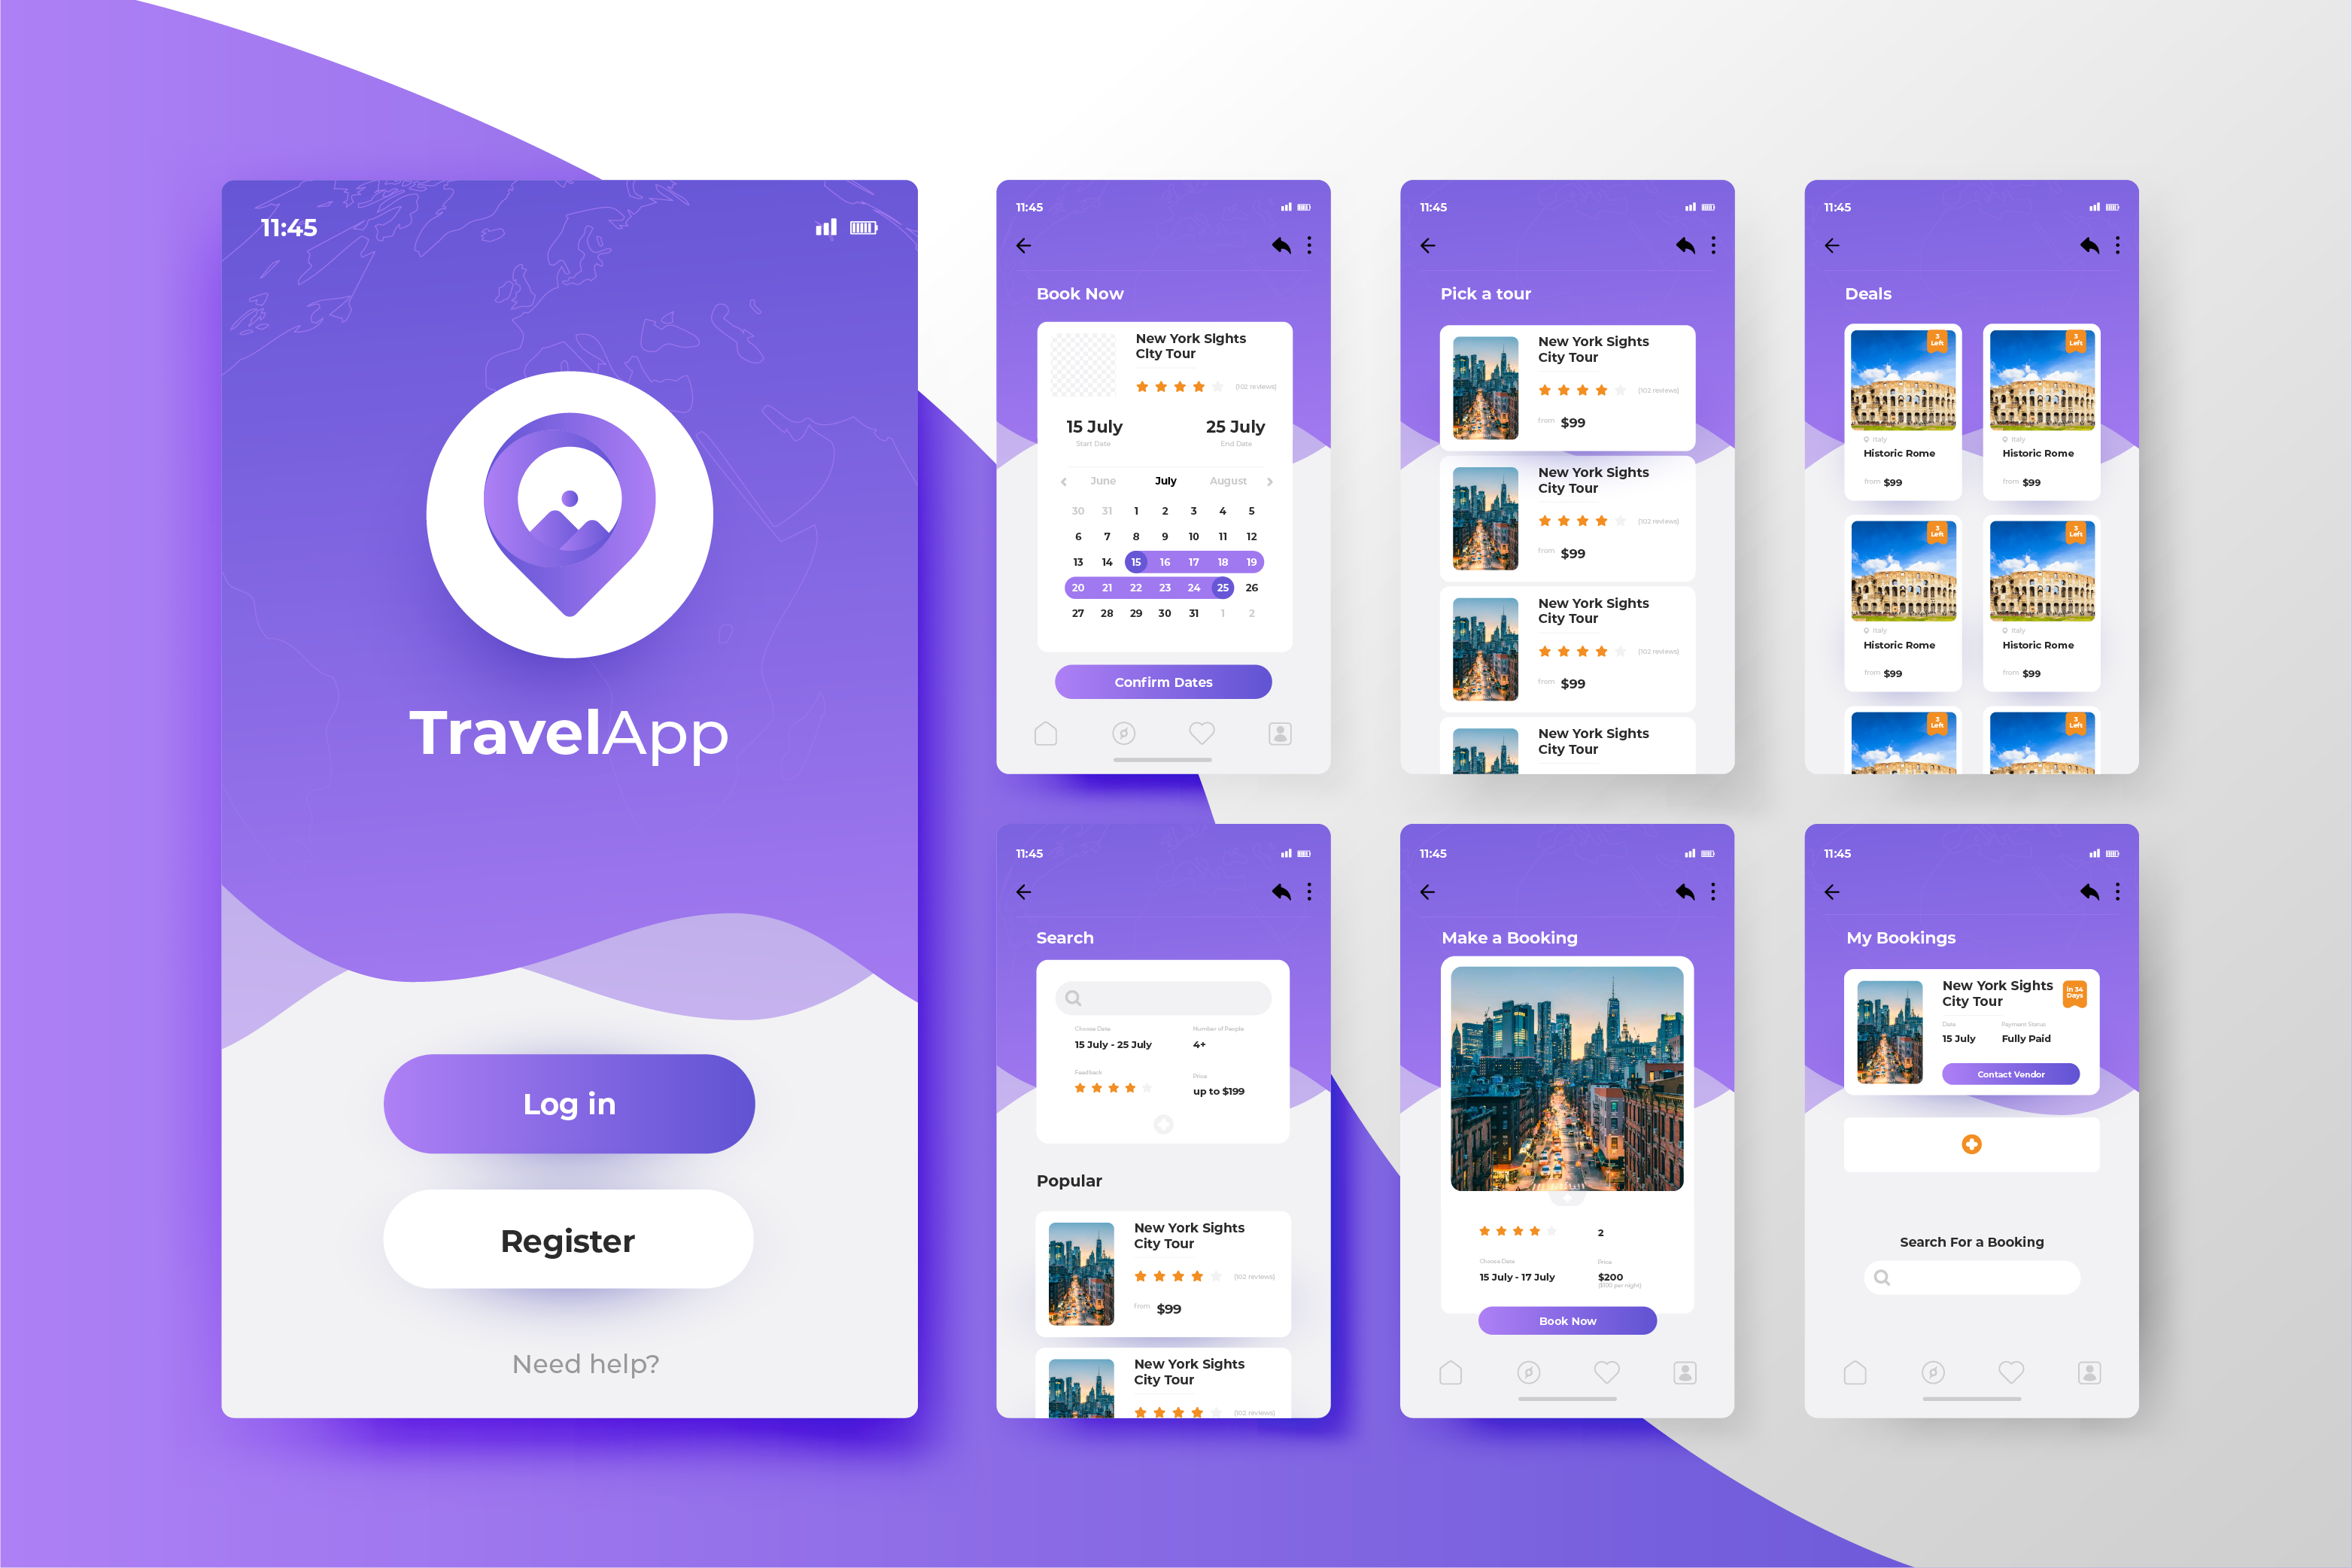 11:45
TravelApp
Log in
Register
Need help?
11:45
Book Now
New York Sights
City Tour
(102 reviews)
15 July
25 July
Start Date
End Date
June
July
August
30 31 1 2 3 4 5
6 7 8 9 10 11 12
13 14 15 16 17 18 19
20 21 22 23 24 25 26
27 28 29 30 31 1 2
Confirm Dates
11:45
Pick a tour
New York Sights
City Tour
(102 reviews)
from $99
New York Sights
City Tour
(102 reviews)
from $99
New York Sights
City Tour
(102 reviews)
from $99
New York Sights
City Tour
11:45
Deals
3
Left
Italy
Historic Rome
from $99
3
Left
Italy
Historic Rome
from $99
3
Left
Italy
Historic Rome
from $99
3
Left
Italy
Historic Rome
from $99
3
Left
3
Left
11:45
Search
Choose Date
Number of People
15 July - 25 July
4+
Feedback
Price
up to $199
Popular
New York Sights
City Tour
(102 reviews)
from $99
New York Sights
City Tour
(102 reviews)
11:45
Make a Booking
2
Choose Date
Price
15 July - 17 July
$200
($100 per night)
Book Now
11:45
My Bookings
New York Sights
City Tour
In 34
Days
Date
Payment Status
15 July
Fully Paid
Contact Vendor
Search For a Booking